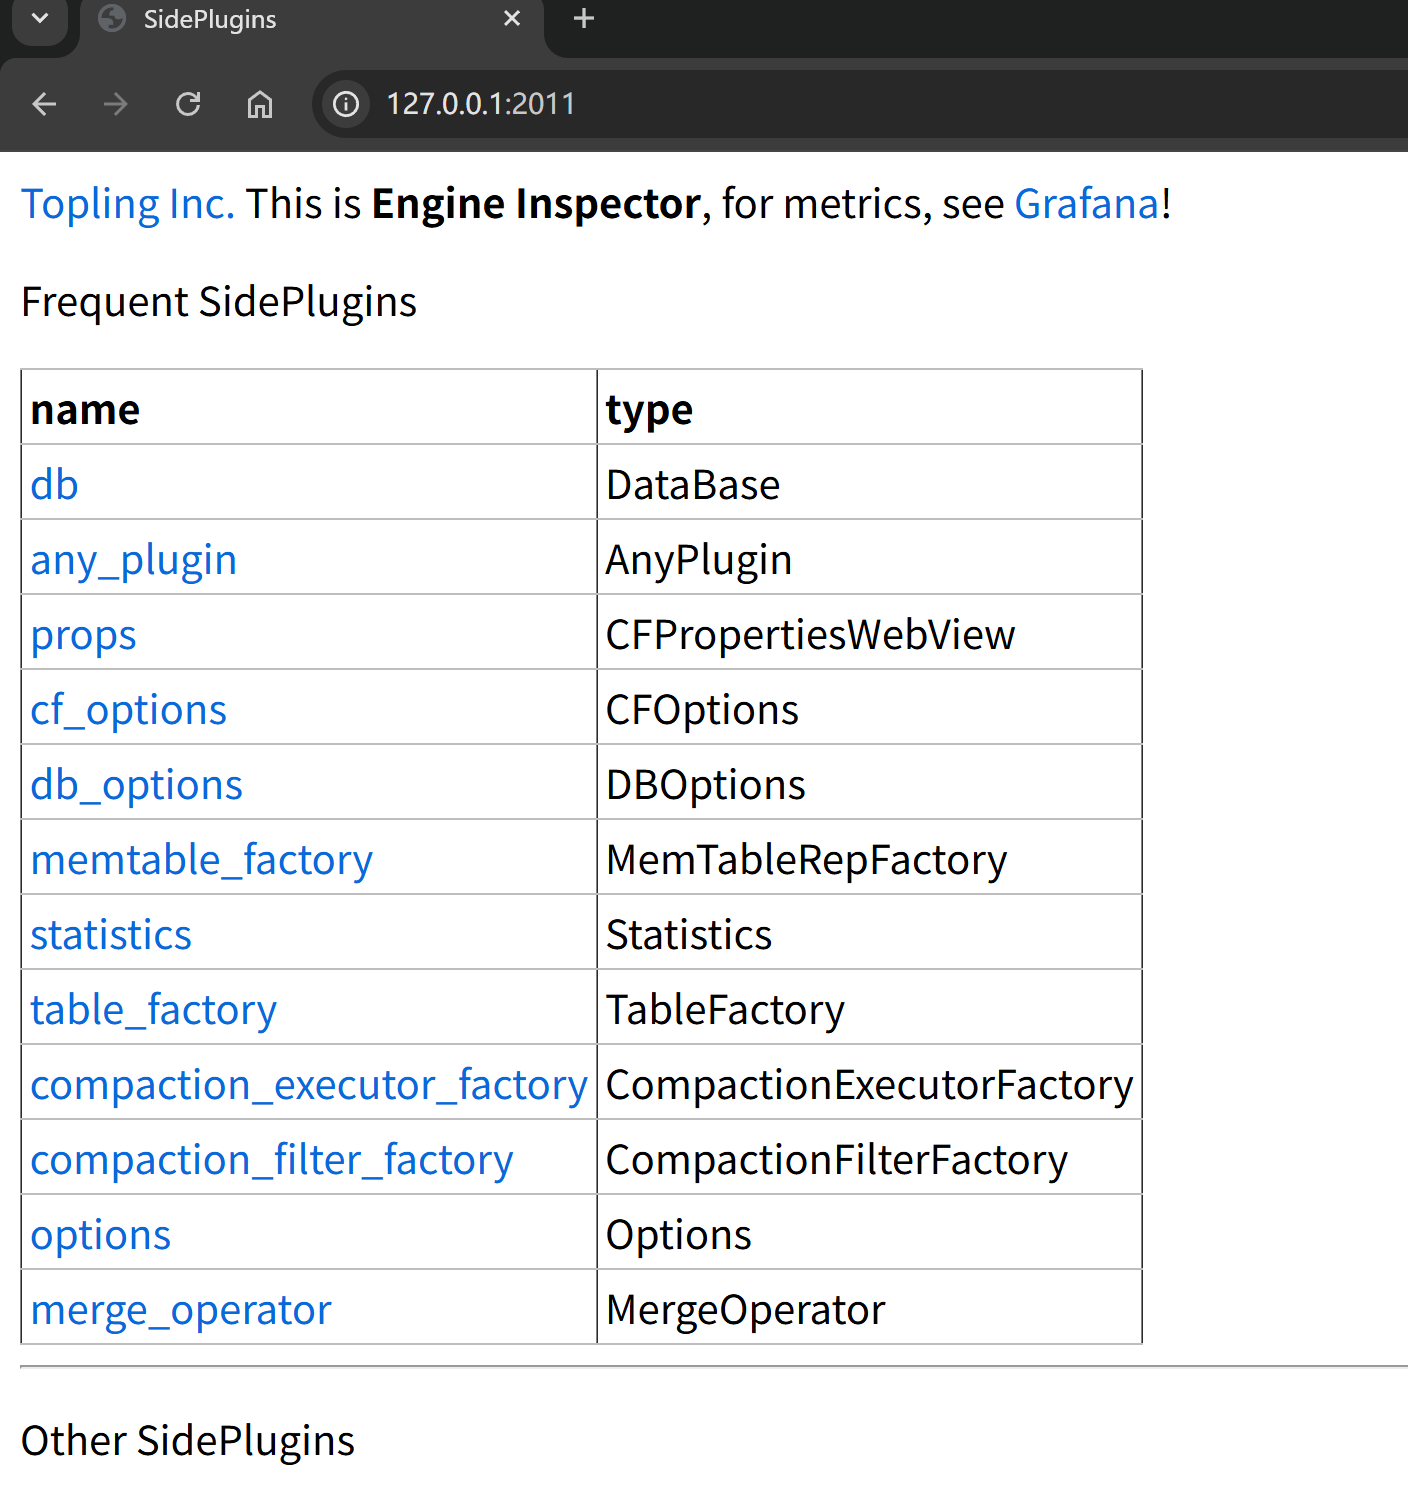 SidePlugins
127.0.0.1:2011
Topling Inc. This is Engine Inspector, for metrics, see Grafana!
Frequent SidePlugins
name type
db DataBase
any_plugin AnyPlugin
props CFPropertiesWebView
cf_options CFOptions
db_options DBOptions
memtable_factory MemTableRepFactory
statistics Statistics
table_factory TableFactory
compaction_executor_factory CompactionExecutorFactory
compaction_filter_factory CompactionFilterFactory
options Options
merge_operator MergeOperator
Other SidePlugins